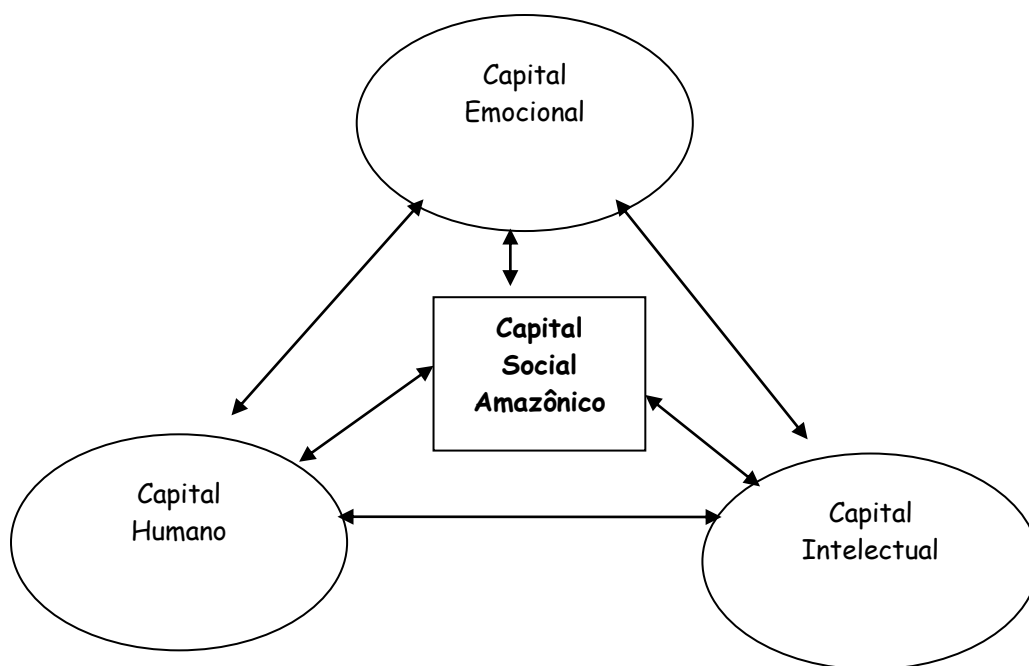 Capital
Emocional
Capital
Social
Amazônico
Capital
Humano
Capital
Intelectual